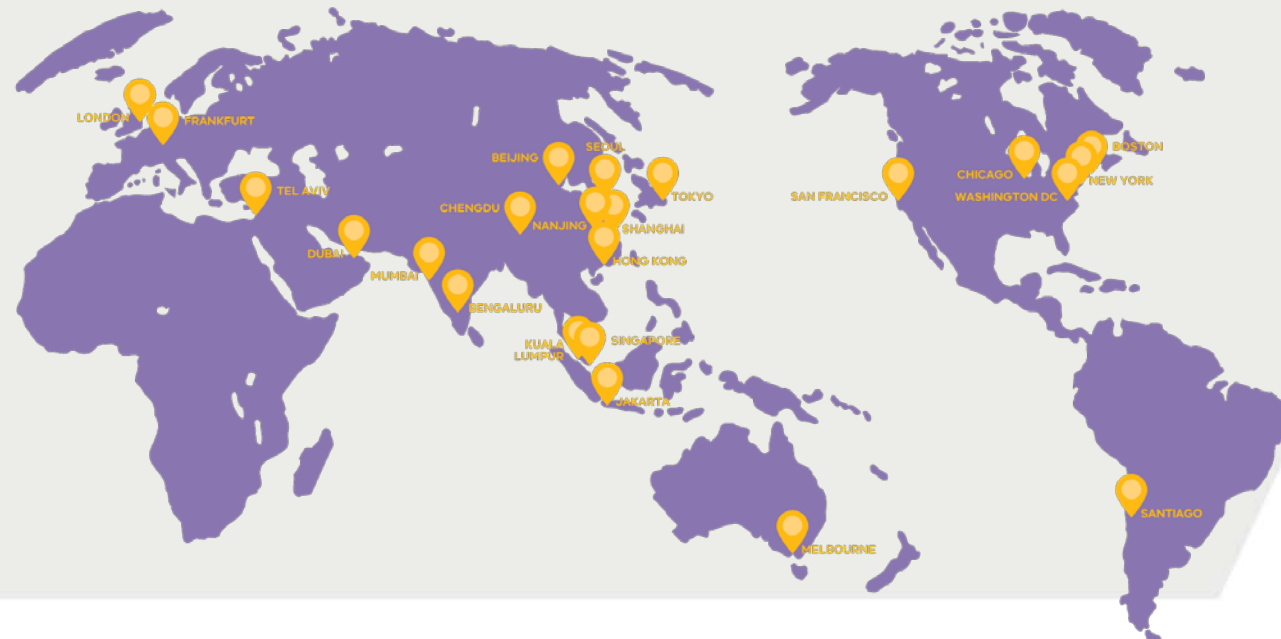 LONDON
FRANKFURT
TEL AVIV
DUBAI
MUMBAI
BENGALURU
BEIJING
SEOUL
CHENGDU
NANJING
SHANGHAI
HONG KONG
TOKYO
KUALA
LUMPUR
SINGAPORE
JAKARTA
MELBOURNE
SAN FRANCISCO
CHICAGO
BOSTON
NEW YORK
WASHINGTON DC
SANTIAGO